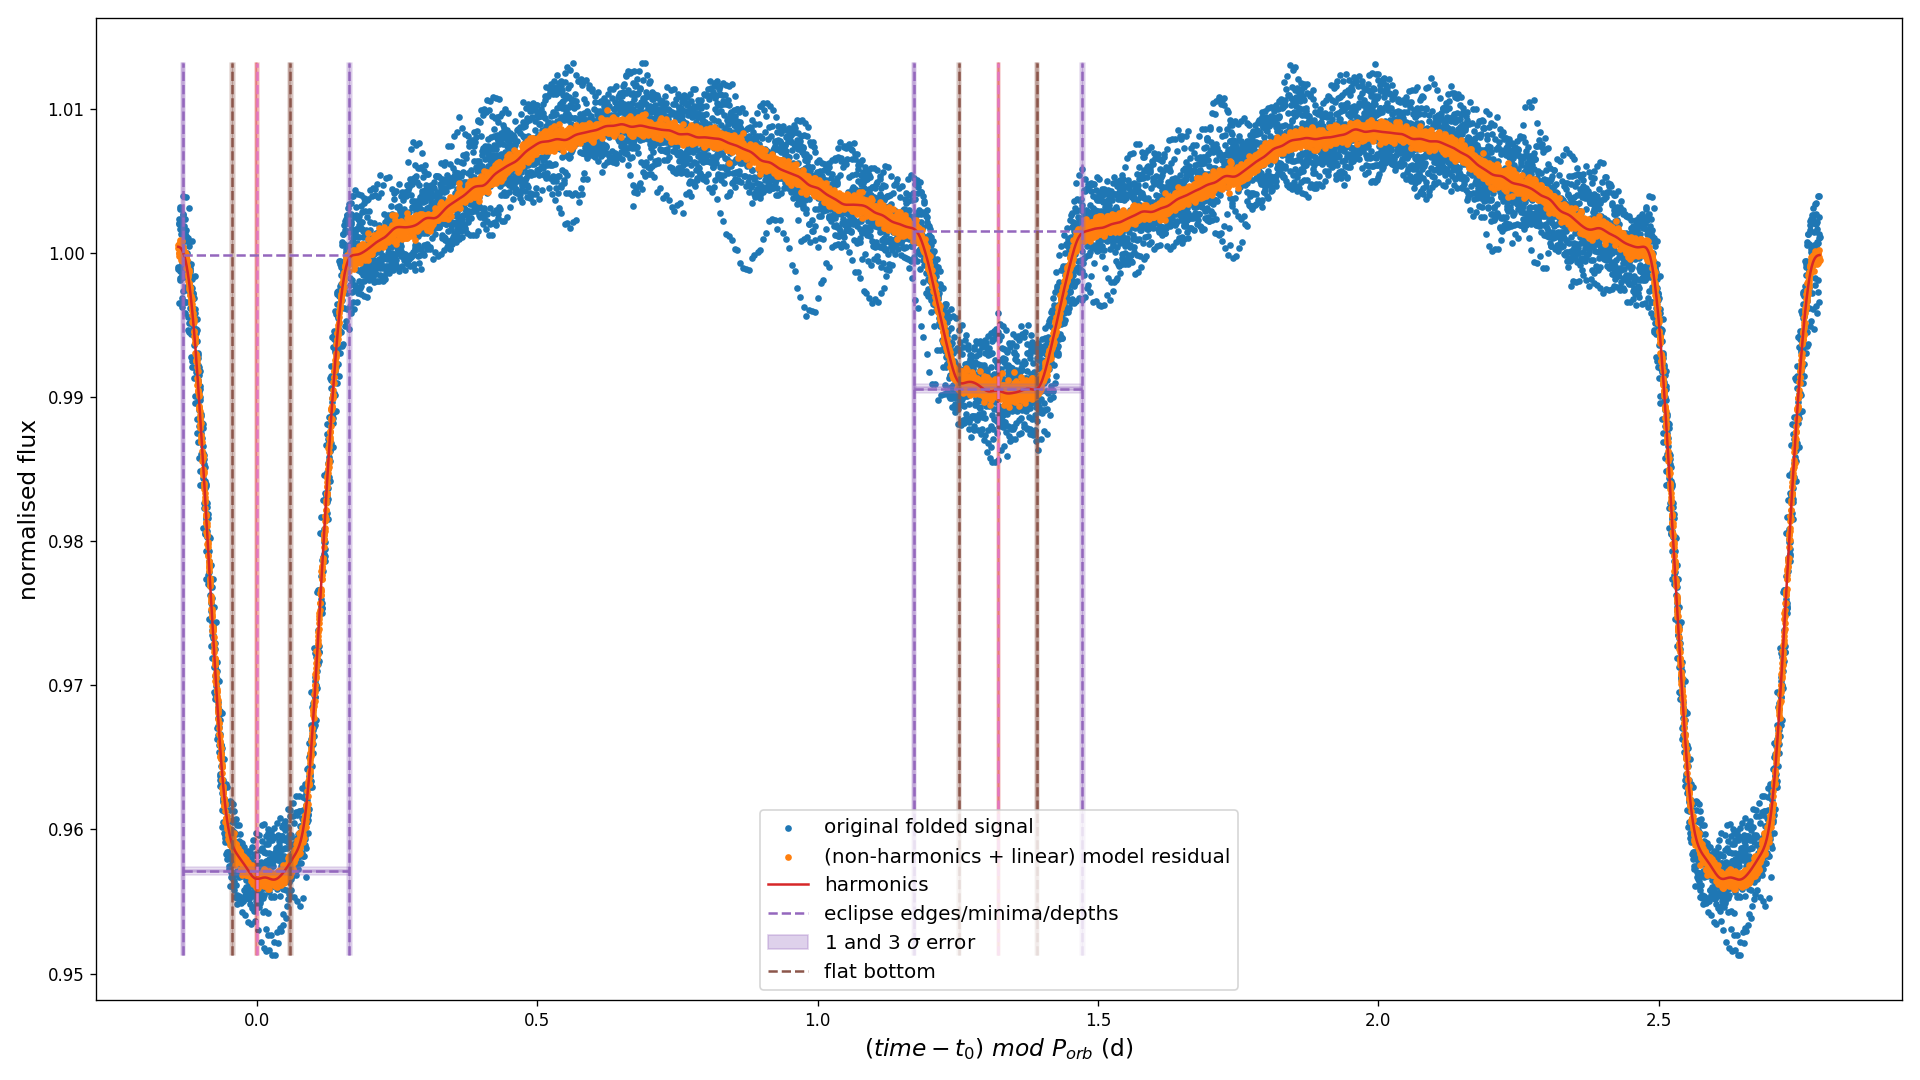 normalised flux
1.01
1.00
0.99
0.98
0.97
0.96
0.95
original folded signal
(non-harmonics + linear) model residual
harmonics
eclipse edges/minima/depths
1 and 3 σ error
flat bottom
0.0 0.5 1.0 1.5 2.0 2.5
(time − t₀) mod Pₒᵣb (d)